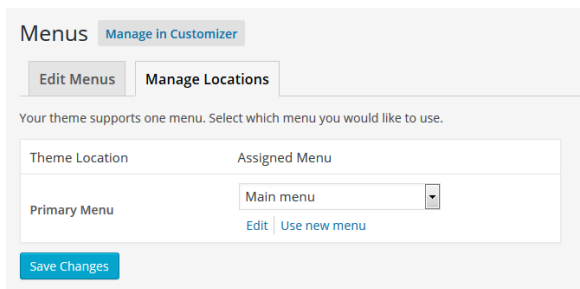 Menus Manage in Customizer
Edit Menus Manage Locations
Your theme supports one menu. Select which menu you would like to use.
Theme Location Assigned Menu
Primary Menu Main menu
Edit Use new menu
Save Changes